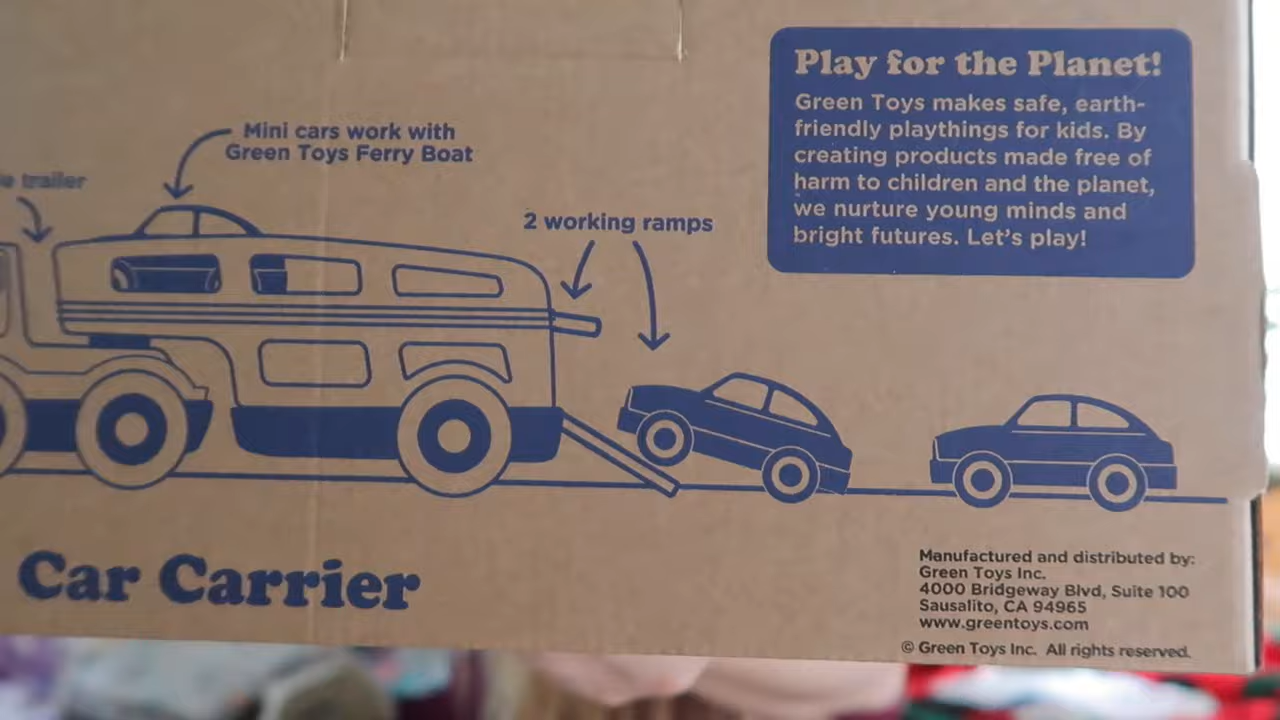 Play for the Planet!
Green Toys makes safe, earth-
friendly playthings for kids. By
creating products made free of
harm to children and the planet,
we nurture young minds and
bright futures. Let's play!
Mini cars work with
Green Toys Ferry Boat
trailer
2 working ramps
Car Carrier
Manufactured and distributed by:
Green Toys Inc.
4000 Bridgeway Blvd, Suite 100
Sausalito, CA 94965
www.greentoys.com
© Green Toys Inc. All rights reserved.